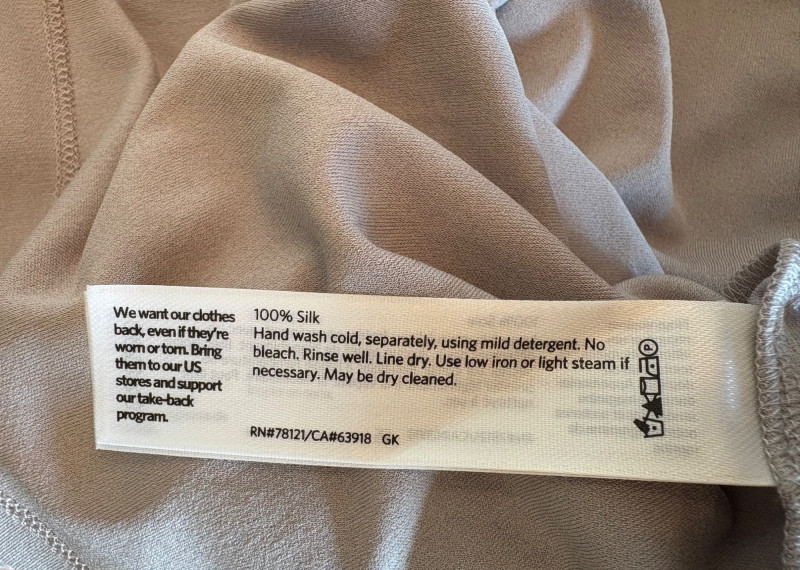 We want our clothes
back, even if they're
worn or torn. Bring
them to our US
stores and support
our take-back
program.
100% Silk
Hand wash cold, separately, using mild detergent. No
bleach. Rinse well. Line dry. Use low iron or light steam if
necessary. May be dry cleaned.
RN#78121/CA#63918 GK
P